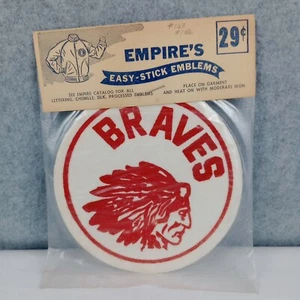 EMPIRE'S
29¢
EASY-STICK EMBLEMS
SEE EMPIRE CATALOG FOR ALL
LETTERING, CHENILLE, SILK, PROCESSED EMBLEMS
PLACE ON GARMENT
AND HEAT ON WITH MODERATE IRON
BRAVES